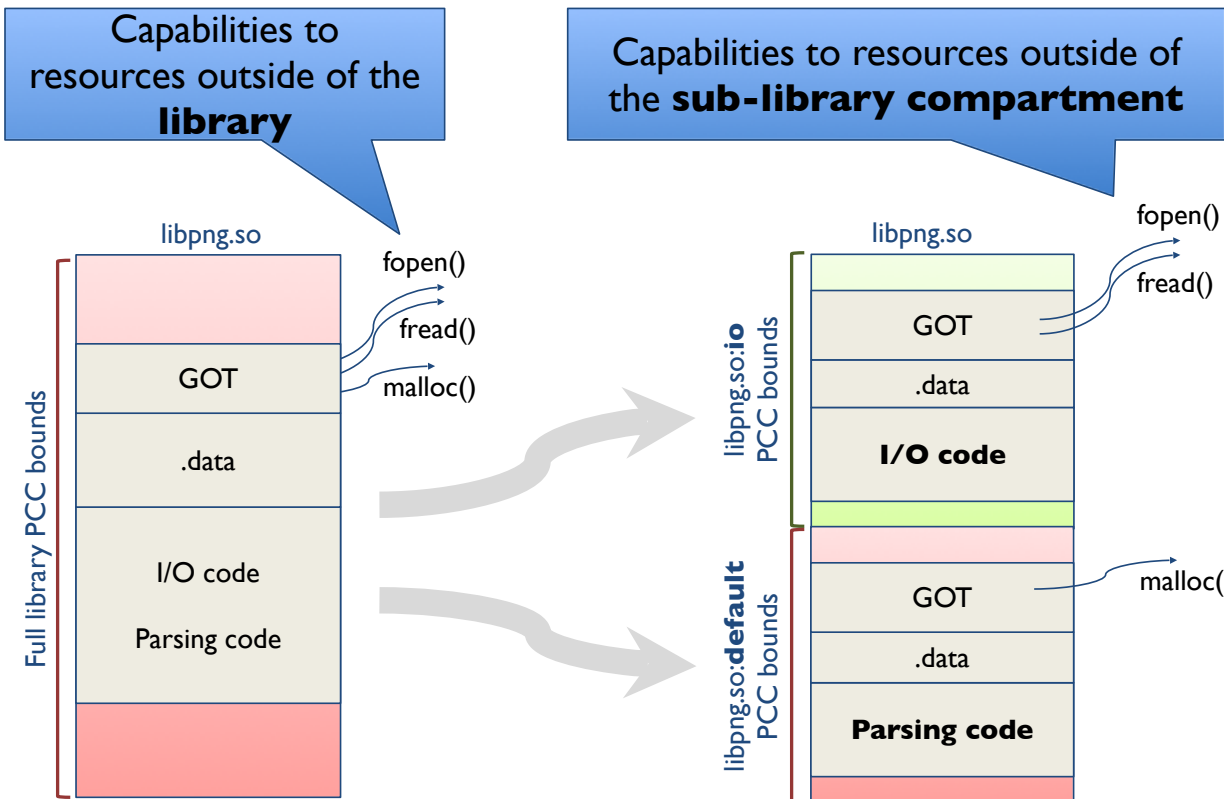 Capabilities to
resources outside of the
library
Capabilities to resources outside of
the sub-library compartment
libpng.so
fopen()
fread()
malloc()
GOT
.data
I/O code
Parsing code
Full library PCC bounds
libpng.so
fopen()
fread()
GOT
.data
I/O code
libpng.so:io
PCC bounds
malloc(
GOT
.data
Parsing code
libpng.so:default
PCC bounds